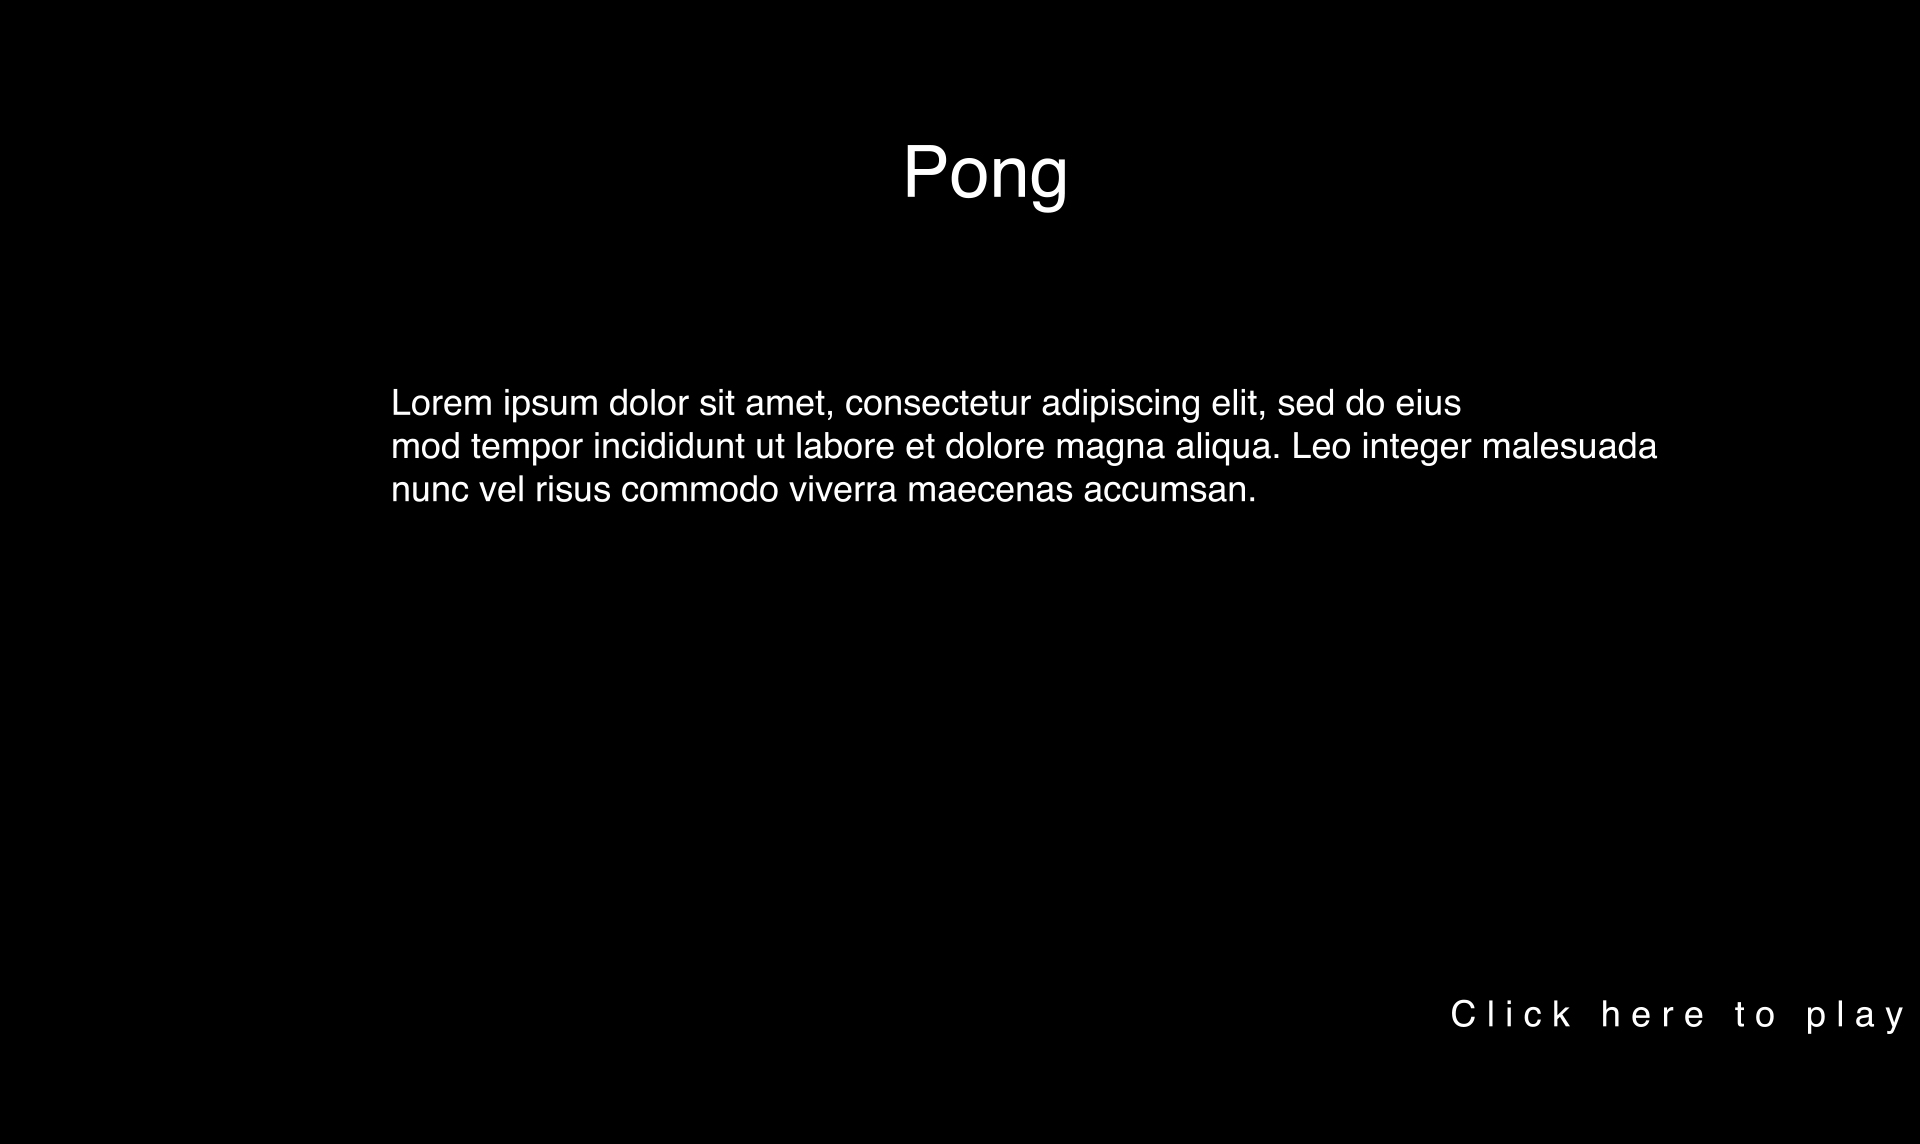 Pong
Lorem ipsum dolor sit amet, consectetur adipiscing elit, sed do eius
mod tempor incididunt ut labore et dolore magna aliqua. Leo integer malesuada
nunc vel risus commodo viverra maecenas accumsan.
Click here to play